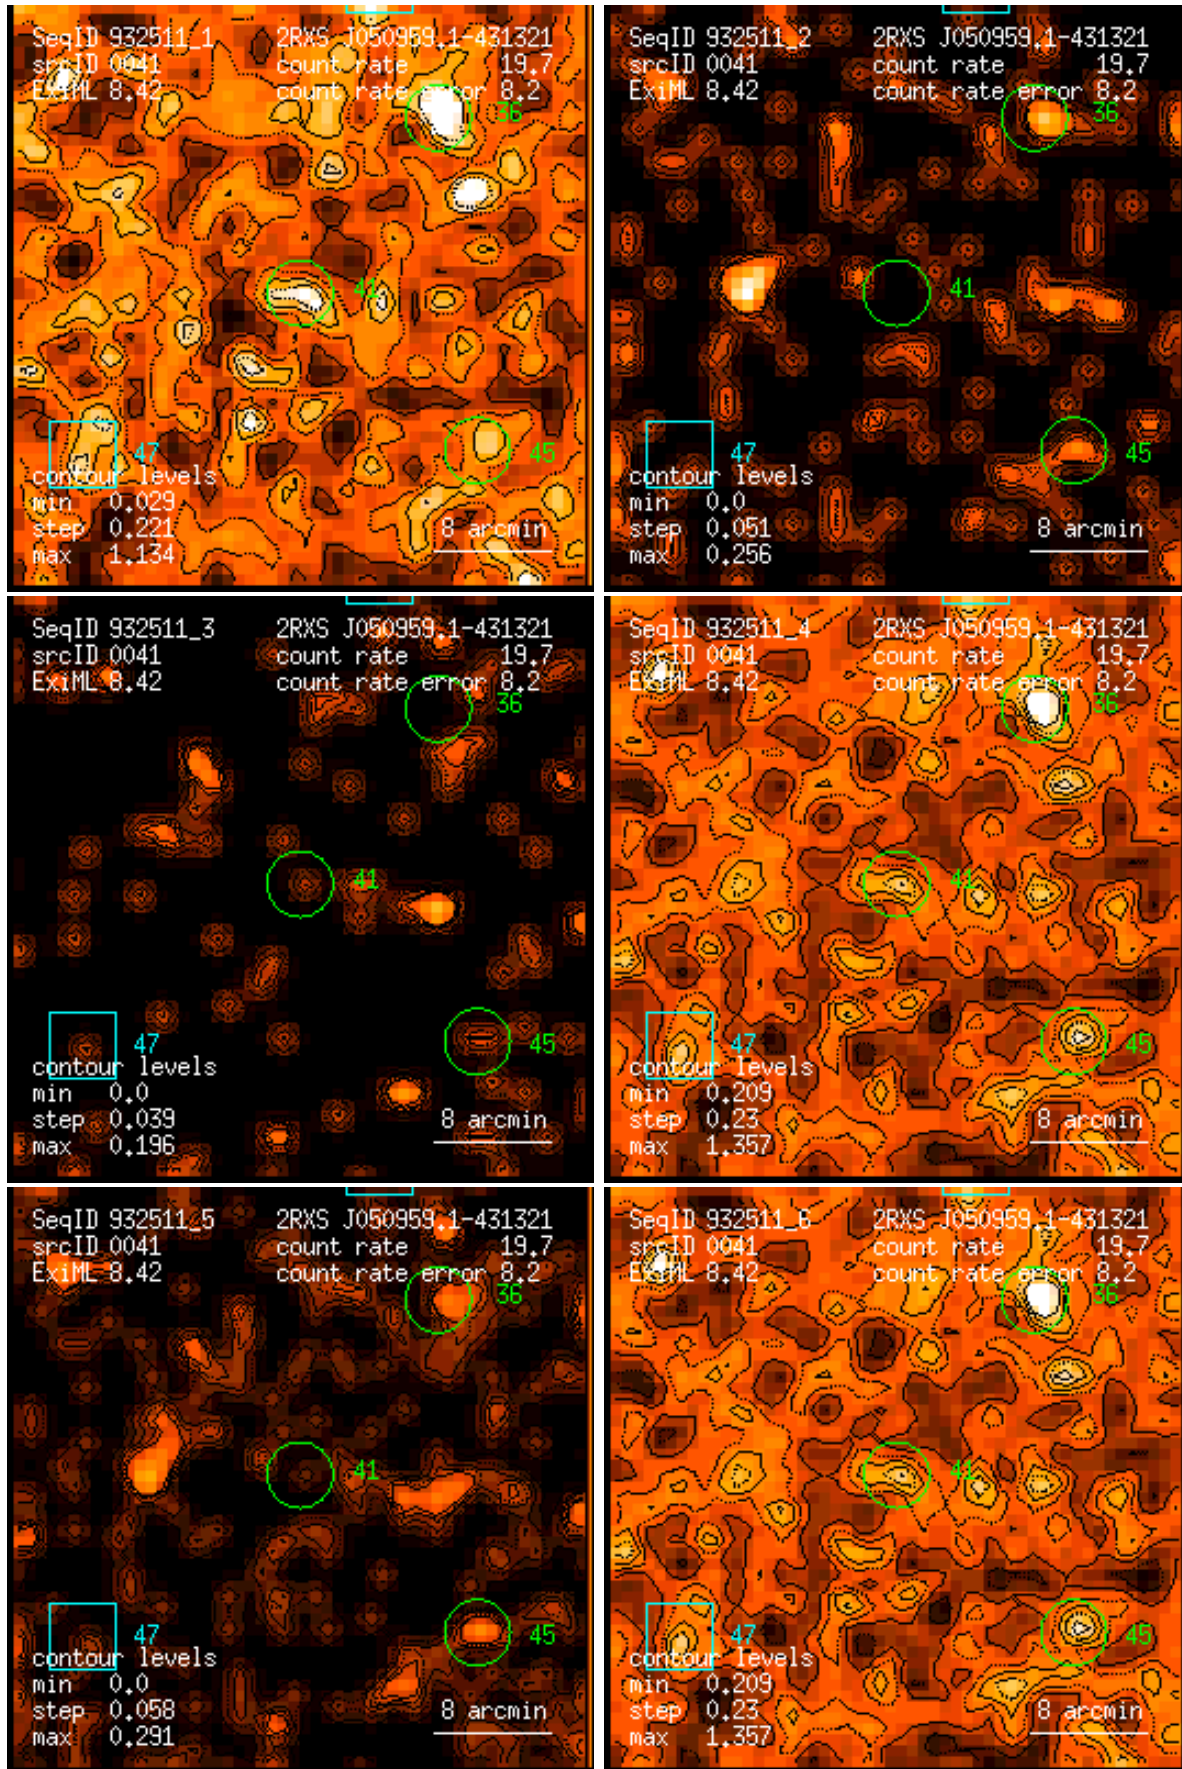 SeqID 932511_1 2RXS J050959.1-431321
srcID 0041 count rate 19.7
ExiML 8.42 count rate error 8.2
36
41
45
47
contour levels
min 0.029
step 0.221
max 1.134
8 arcmin
SeqID 932511_2 2RXS J050959.1-431321
srcID 0041 count rate 19.7
ExiML 8.42 count rate error 8.2
36
41
45
47
contour levels
min 0.0
step 0.051
max 0.256
8 arcmin
SeqID 932511_3 2RXS J050959.1-431321
srcID 0041 count rate 19.7
ExiML 8.42 count rate error 8.2
36
41
45
47
contour levels
min 0.0
step 0.039
max 0.196
8 arcmin
SeqID 932511_4 2RXS J050959.1-431321
srcID 0041 count rate 19.7
ExiML 8.42 count rate error 8.2
36
41
45
47
contour levels
min 0.209
step 0.23
max 1.357
8 arcmin
SeqID 932511_5 2RXS J050959.1-431321
srcID 0041 count rate 19.7
ExiML 8.42 count rate error 8.2
36
41
45
47
contour levels
min 0.0
step 0.058
max 0.291
8 arcmin
SeqID 932511_6 2RXS J050959.1-431321
srcID 0041 count rate 19.7
ExiML 8.42 count rate error 8.2
36
41
45
47
contour levels
min 0.209
step 0.23
max 1.357
8 arcmin